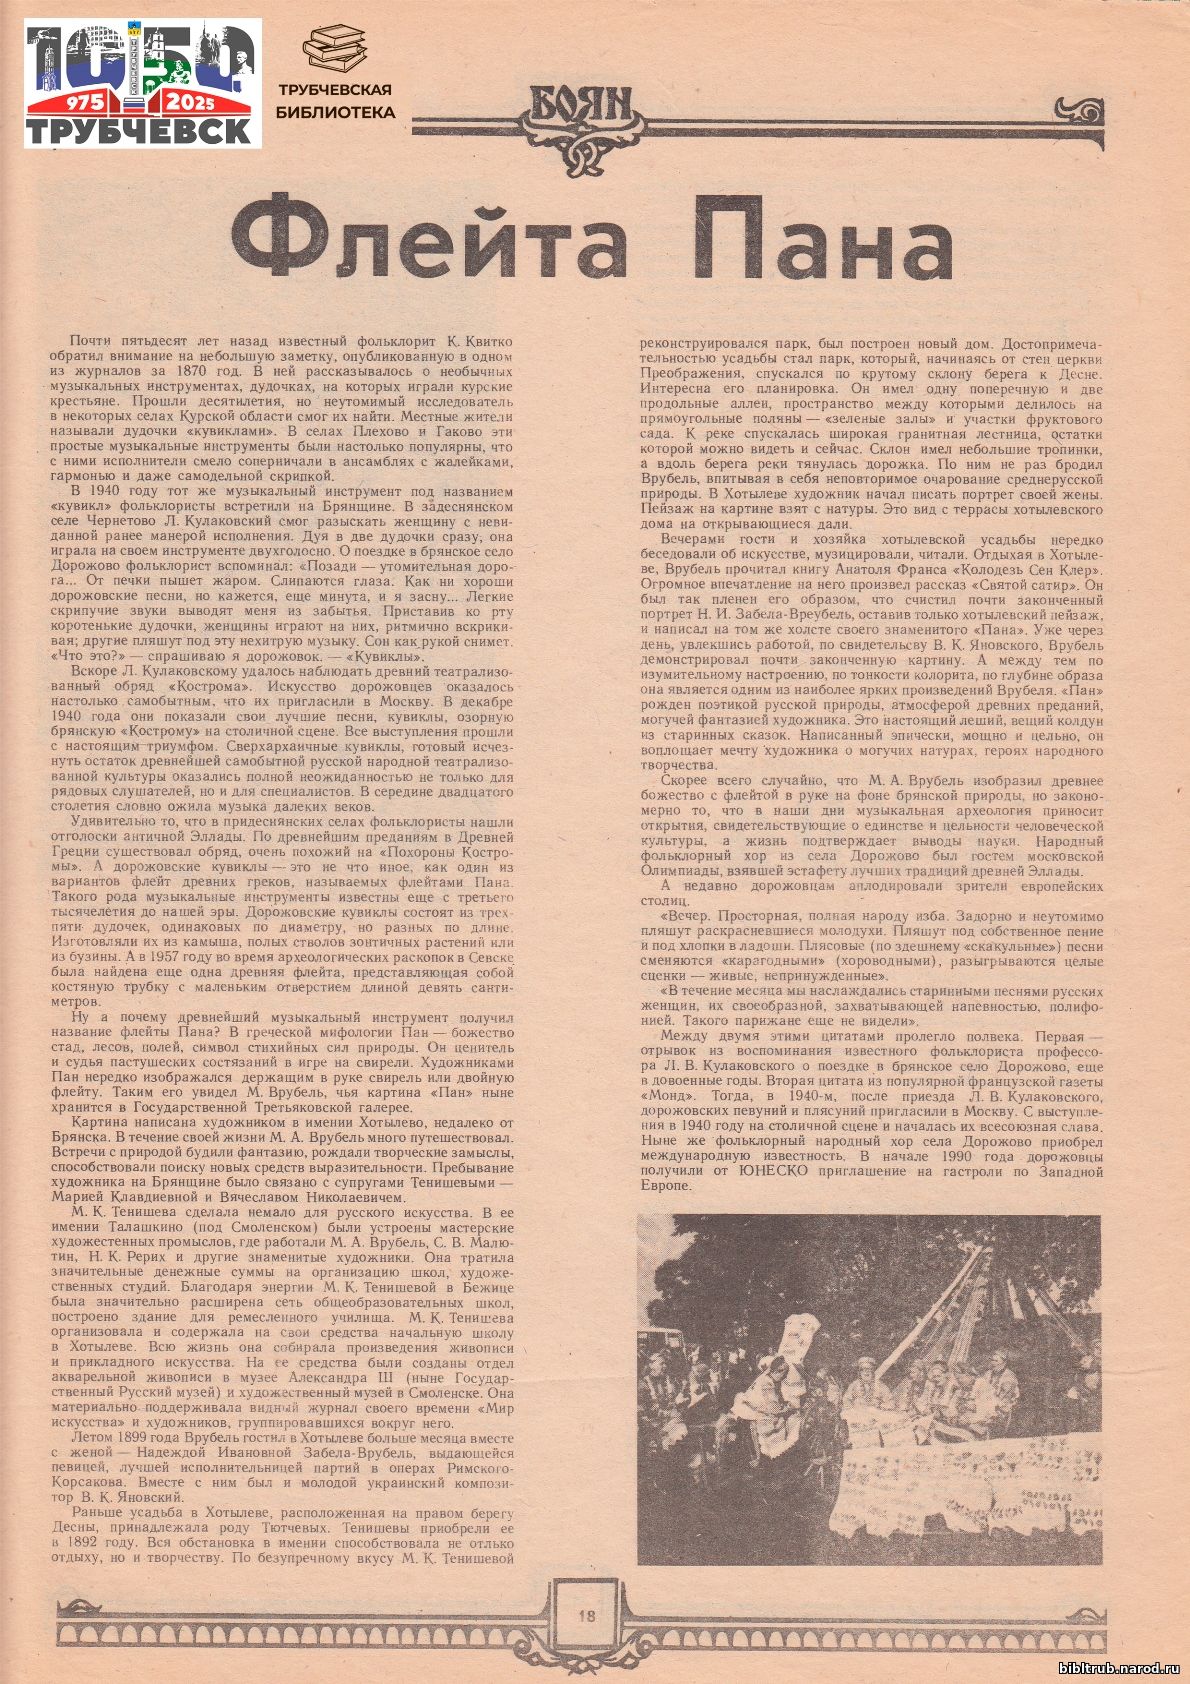 1050
975 2025
ТРУБЧЕВСК
ТРУБЧЕВСКАЯ
БИБЛИОТЕКА
БОЯН
Флейта Пана
Почти пятьдесят лет назад известный фольклорит К. Квитко
обратил внимание на небольшую заметку, опубликованную в одном
из журналов за 1870 год. В ней рассказывалось о необычных
музыкальных инструментах, дудочках, на которых играли курские
крестьяне. Прошли десятилетия, но неутомимый исследователь
в некоторых селах Курской области смог их найти. Местные жители
называли дудочки «кувиклами». В селах Плехово и Гаково эти
простые музыкальные инструменты были настолько популярны, что
с ними исполнители смело соперничали в ансамблях с жалейками,
гармонью и даже самодельной скрипкой.
В 1940 году тот же музыкальный инструмент под названием
«кувикл» фольклористы встретили на Брянщине. В задеснянском
селе Чернетово Л. Кулаковский смог разыскать женщину с неви-
данной ранее манерой исполнения. Дуя в две дудочки сразу, она
играла на своем инструменте двухголосно. О поездке в брянское село
Дорожово фольклорист вспоминал: «Позади — утомительная доро-
га... От печки пышет жаром. Слипаются глаза. Как ни хороши
дорожовские песни, но кажется, еще минута, и я засну... Легкие
скрипучие звуки выводят меня из забытья. Приставив ко рту
коротенькие дудочки, женщины играют на них, ритмично вскрики-
вая; другие пляшут под эту нехитрую музыку. Сон как рукой снимет.
«Что это?» — спрашиваю я дорожовок. — «Кувиклы».
Вскоре Л. Кулаковскому удалось наблюдать древний театрализо-
ванный обряд «Кострома». Искусство дорожовцев оказалось
настолько самобытным, что их пригласили в Москву. В декабре
1940 года они показали свои лучшие песни, кувиклы, озорную
брянскую «Кострому» на столичной сцене. Все выступления прошли
с настоящим триумфом. Сверхархаичные кувиклы, готовый исчез-
нуть остаток древнейшей самобытной русской народной театрализо-
ванной культуры оказались полной неожиданностью не только для
рядовых слушателей, но и для специалистов. В середине двадцатого
столетия словно ожила музыка далеких веков.
Удивительно то, что в придеснянских селах фольклористы нашли
отголоски античной Эллады. По древнейшим преданиям в Древней
Греции существовал обряд, очень похожий на «Похороны Костро-
мы». А дорожовские кувиклы — это не что иное, как один из
вариантов флейт древних греков, называемых флейтами Пана.
Такого рода музыкальные инструменты известны еще с третьего
тысячелетия до нашей эры. Дорожовские кувиклы состоят из трех-
пяти дудочек, одинаковых по диаметру, но разных по длине.
Изготовляли их из камыша, полых стволов зонтичных растений или
из бузины. А в 1957 году во время археологических раскопок в Севске
была найдена еще одна древняя флейта, представляющая собой
костяную трубку с маленьким отверстием длиной девять санти-
метров.
Ну а почему древнейший музыкальный инструмент получил
название флейты Пана? В греческой мифологии Пан — божество
стад, лесов, полей, символ стихийных сил природы. Он ценитель
и судья пастушеских состязаний в игре на свирели. Художниками
Пан нередко изображался держащим в руке свирель или двойную
флейту. Таким его увидел М. Врубель, чья картина «Пан» ныне
хранится в Государственной Третьяковской галерее.
Картина написана художником в имении Хотылево, недалеко от
Брянска. В течение своей жизни М. А. Врубель много путешествовал.
Встречи с природой будили фантазию, рождали творческие замыслы,
способствовали поиску новых средств выразительности. Пребывание
художника на Брянщине было связано с супругами Тенишевыми —
Марией Клавдиевной и Вячеславом Николаевичем.
М. К. Тенишева сделала немало для русского искусства. В ее
имении Талашкино (под Смоленском) были устроены мастерские
художестенных промыслов, где работали М. А. Врубель, С. В. Малю-
тин, Н. К. Рерих и другие знаменитые художники. Она тратила
значительные денежные суммы на организацию школ, художе-
ственных студий. Благодаря энергии М. К. Тенишевой в Бежице
была значительно расширена сеть общеобразовательных школ,
построено здание для ремесленного училища. М. К. Тенишева
организовала и содержала на свои средства начальную школу
в Хотылеве. Всю жизнь она собирала произведения живописи
и прикладного искусства. На ее средства были созданы отдел
акварельной живописи в музее Александра III (ныне Государ-
ственный Русский музей) и художественный музей в Смоленске. Она
материально поддерживала видный журнал своего времени «Мир
искусства» и художников, группировавшихся вокруг него.
Летом 1899 года Врубель гостил в Хотылеве больше месяца вместе
с женой — Надеждой Ивановной Забела-Врубель, выдающейся
певицей, лучшей исполнительницей партий в операх Римского-
Корсакова. Вместе с ним был и молодой украинский компози-
тор В. К. Яновский.
Раньше усадьба в Хотылеве, расположенная на правом берегу
Десны, принадлежала роду Тютчевых. Тенишевы приобрели ее
в 1892 году. Вся обстановка в имении способствовала не отлько
отдыху, но и творчеству. По безупречному вкусу М. К. Тенишевой
реконструировался парк, был построен новый дом. Достопримеча-
тельностью усадьбы стал парк, который, начинаясь от стен церкви
Преображения, спускался по крутому склону берега к Десне.
Интересна его планировка. Он имел одну поперечную и две
продольные аллеи, пространство между которыми делилось на
прямоугольные поляны — «зеленые залы» и участки фруктового
сада. К реке спускалась широкая гранитная лестница, остатки
которой можно видеть и сейчас. Склон имел небольшие тропинки,
а вдоль берега реки тянулась дорожка. По ним не раз бродил
Врубель, впитывая в себя неповторимое очарование среднерусской
природы. В Хотылеве художник начал писать портрет своей жены.
Пейзаж на картине взят с натуры. Это вид с террасы хотылевского
дома на открывающиеся дали.
Вечерами гости и хозяйка хотылевской усадьбы нередко
беседовали об искусстве, музицировали, читали. Отдыхая в Хотыле-
ве, Врубель прочитал книгу Анатоля Франса «Колодезь Сен Клер».
Огромное впечатление на него произвел рассказ «Святой сатир». Он
был так пленен его образом, что счистил почти законченный
портрет Н. И. Забела-Вреубель, оставив только хотылевский пейзаж,
и написал на том же холсте своего знаменитого «Пана». Уже через
день, увлекшись работой, по свидетельсву В. К. Яновского, Врубель
демонстрировал почти законченную картину. А между тем по
изумительному настроению, по тонкости колорита, по глубине образа
она является одним из наиболее ярких произведений Врубеля. «Пан»
рожден поэтикой русской природы, атмосферой древних преданий,
могучей фантазией художника. Это настоящий леший, вещий колдун
из старинных сказок. Написанный эпически, мощно и цельно, он
воплощает мечту художника о могучих натурах, героях народного
творчества.
Скорее всего случайно, что М. А. Врубель изобразил древнее
божество с флейтой в руке на фоне брянской природы, но законо-
мерно то, что в наши дни музыкальная археология приносит
открытия, свидетельствующие о единстве и цельности человеческой
культуры, а жизнь подтверждает выводы науки. Народный
фольклорный хор из села Дорожово был гостем московской
Олимпиады, взявшей эстафету лучших традиций древней Эллады.
А недавно дорожовцам аплодировали зрители европейских
столиц.
«Вечер. Просторная, полная народу изба. Задорно и неутомимо
пляшут раскрасневшиеся молодухи. Пляшут под собственное пение
и под хлопки в ладоши. Плясовые (по здешнему «скакульные») песни
сменяются «карагодными» (хороводными), разыгрываются целые
сценки — живые, непринужденные».
«В течение месяца мы наслаждались старинными песнями русских
женщин, их своеобразной, захватывающей напевностью, полифо-
нией. Такого парижане еще не видели».
Между двумя этими цитатами пролегло полвека. Первая —
отрывок из воспоминания известного фольклориста профессо-
ра Л. В. Кулаковского о поездке в брянское село Дорожово, еще
в довоенные годы. Вторая цитата из популярной французской газеты
«Монд». Тогда, в 1940-м, после приезда Л. В. Кулаковского,
дорожовских певуний и плясуний пригласили в Москву. С выступле-
ния в 1940 году на столичной сцене и началась их всесоюзная слава.
Ныне же фольклорный народный хор села Дорожово приобрел
международную известность. В начале 1990 года дорожовцы
получили от ЮНЕСКО приглашение на гастроли по Западной
Европе.
18
bibltrub.narod.ru